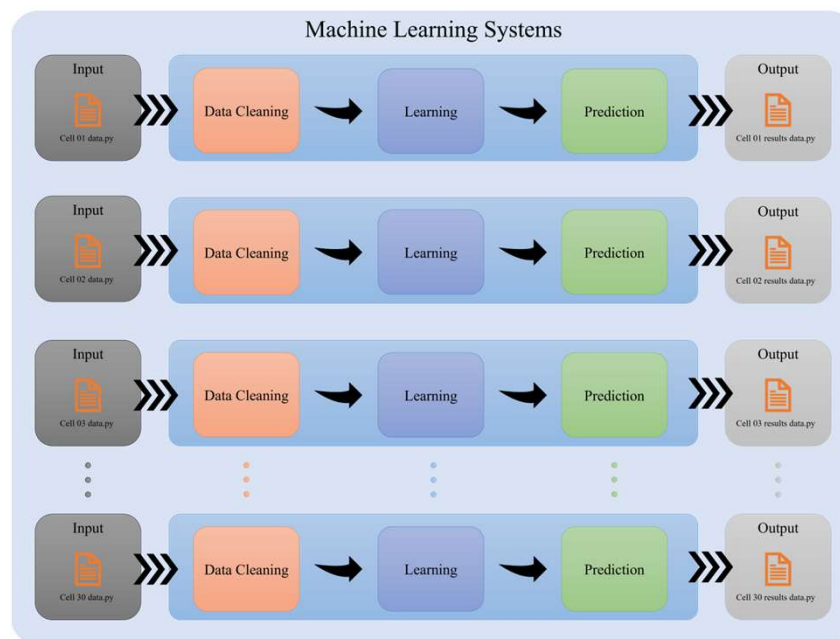 Machine Learning Systems
Input
Cell 01 data.py
Data Cleaning
Learning
Prediction
Output
Cell 01 results data.py
Input
Cell 02 data.py
Data Cleaning
Learning
Prediction
Output
Cell 02 results data.py
Input
Cell 03 data.py
Data Cleaning
Learning
Prediction
Output
Cell 03 results data.py
Input
Cell 30 data.py
Data Cleaning
Learning
Prediction
Output
Cell 30 results data.py